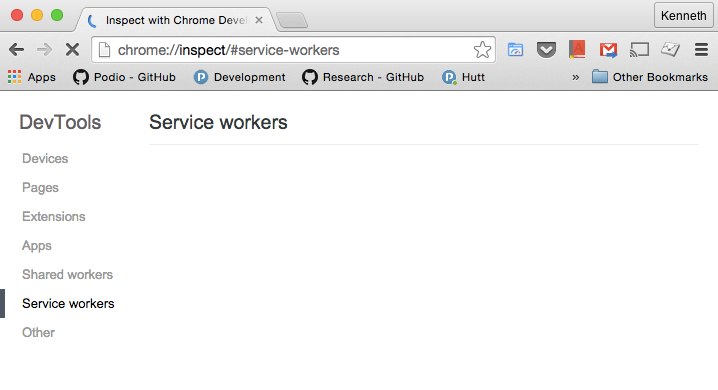 Inspect with Chrome Devel
Kenneth
chrome://inspect/#service-workers
Apps Podio - GitHub Development Research - GitHub Hutt » Other Bookmarks
DevTools
Service workers
Devices
Pages
Extensions
Apps
Shared workers
Service workers
Other